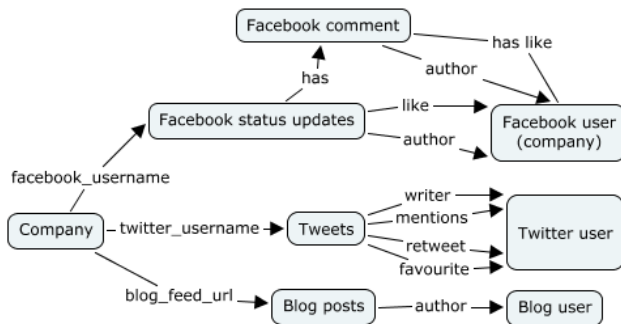 Facebook comment
has like
author
has
Facebook status updates
like
author
Facebook user
(company)
facebook_username
Company
twitter_username
Tweets
writer
mentions
retweet
favourite
Twitter user
blog_feed_url
Blog posts
author
Blog user